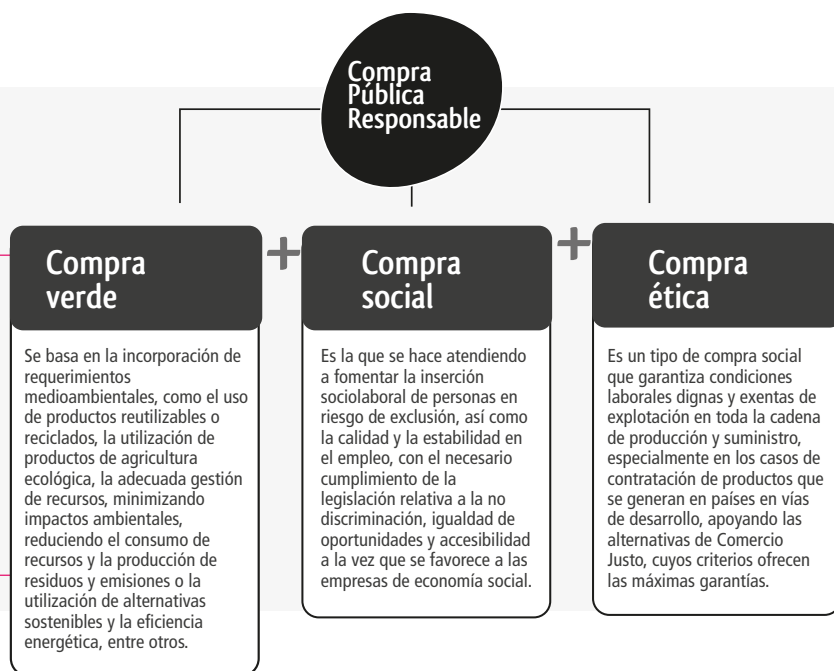 Compra
Pública
Responsable
+
+
Compra
verde
Se basa en la incorporación de
requerimientos
medioambientales, como el uso
de productos reutilizables o
reciclados, la utilización de
productos de agricultura
ecológica, la adecuada gestión
de recursos, minimizando
impactos ambientales,
reduciendo el consumo de
recursos y la producción de
residuos y emisiones o la
utilización de alternativas
sostenibles y la eficiencia
energética, entre otros.
Compra
social
Es la que se hace atendiendo
a fomentar la inserción
sociolaboral de personas en
riesgo de exclusión, así como
la calidad y la estabilidad en
el empleo, con el necesario
cumplimiento de la
legislación relativa a la no
discriminación, igualdad de
oportunidades y accesibilidad
a la vez que se favorece a las
empresas de economía social.
Compra
ética
Es un tipo de compra social
que garantiza condiciones
laborales dignas y exentas de
explotación en toda la cadena
de producción y suministro,
especialmente en los casos de
contratación de productos que
se generan en países en vías
de desarrollo, apoyando las
alternativas de Comercio
Justo, cuyos criterios ofrecen
las máximas garantías.